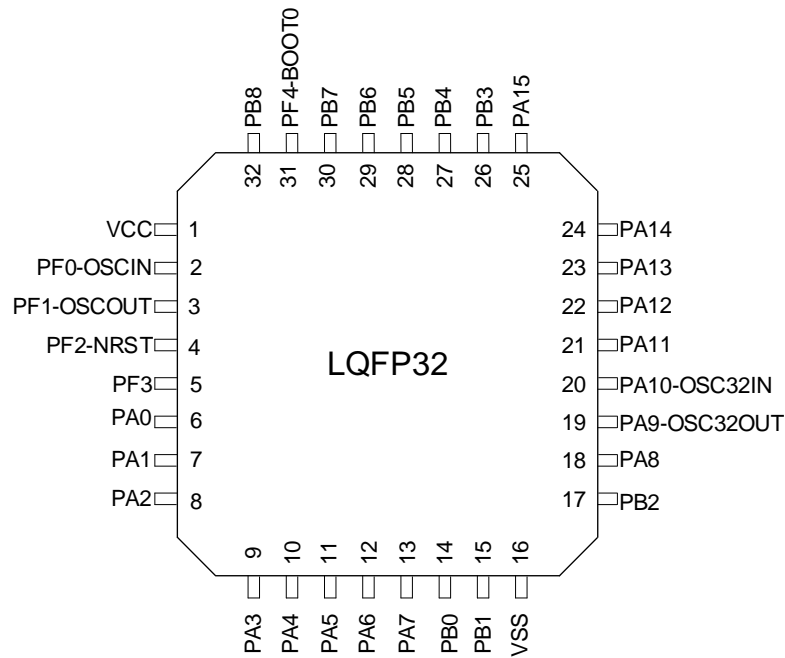 PB8
PF4-BOOT0
PB7
PB6
PB5
PB4
PB3
PA15
32
31
30
29
28
27
26
25
VCC 1
PF0-OSCIN 2
PF1-OSCOUT 3
PF2-NRST 4
PF3 5
PA0 6
PA1 7
PA2 8
LQFP32
24 PA14
23 PA13
22 PA12
21 PA11
20 PA10-OSC32IN
19 PA9-OSC32OUT
18 PA8
17 PB2
9
10
11
12
13
14
15
16
PA3
PA4
PA5
PA6
PA7
PB0
PB1
VSS